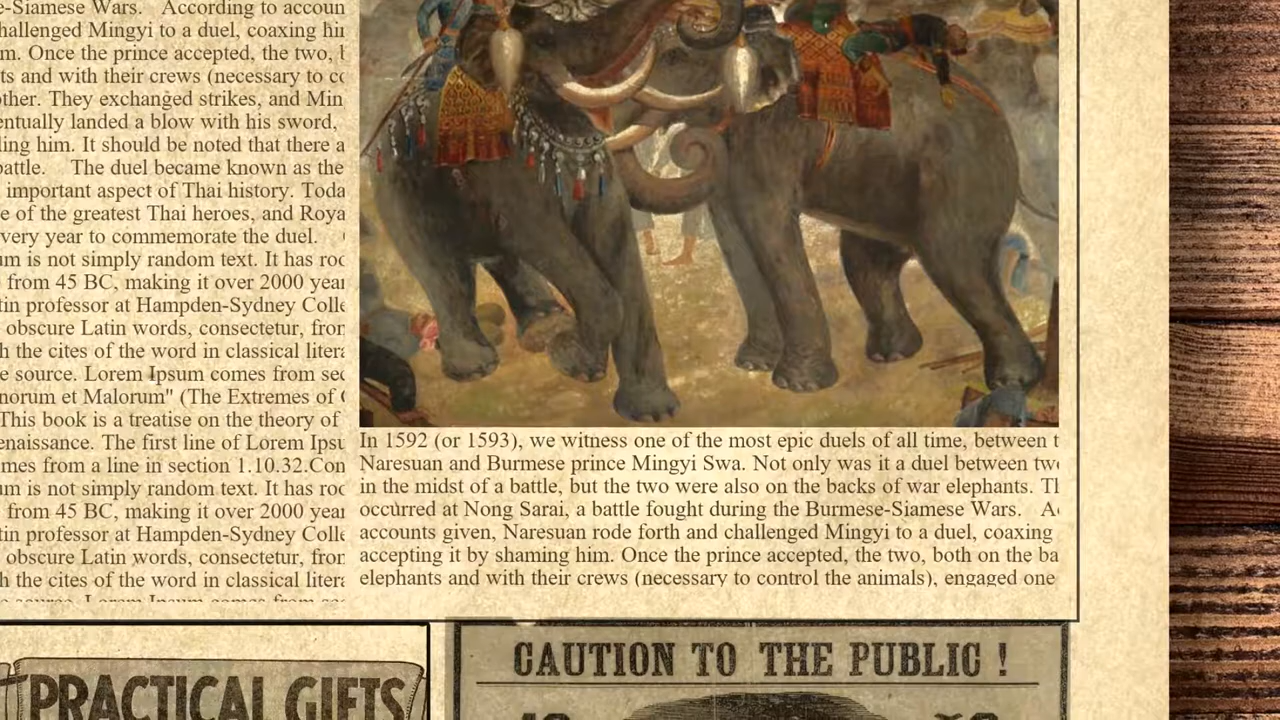 e-Siamese Wars. According to accoun
hallenged Mingyi to a duel, coaxing hi
m. Once the prince accepted, the two,
ts and with their crews (necessary to co
other. They exchanged strikes, and Min
entually landed a blow with his sword,
ling him. It should be noted that there a
battle. The duel became known as the
important aspect of Thai history. Toda
e of the greatest Thai heroes, and Roya
very year to commemorate the duel.
um is not simply random text. It has roo
from 45 BC, making it over 2000 year
tin professor at Hampden-Sydney Colle
obscure Latin words, consectetur, from
h the cites of the word in classical litera
e source. Lorem Ipsum comes from sec
norum et Malorum" (The Extremes of
This book is a treatise on the theory of
enaissance. The first line of Lorem Ipsu
mes from a line in section 1.10.32.Con
um is not simply random text. It has roo
from 45 BC, making it over 2000 year
tin professor at Hampden-Sydney Colle
obscure Latin words, consectetur, from
h the cites of the word in classical litera
e source. Lorem Ipsum comes from sec
In 1592 (or 1593), we witness one of the most epic duels of all time, between t
Naresuan and Burmese prince Mingyi Swa. Not only was it a duel between two
in the midst of a battle, but the two were also on the backs of war elephants. Th
occurred at Nong Sarai, a battle fought during the Burmese-Siamese Wars. A
accounts given, Naresuan rode forth and challenged Mingyi to a duel, coaxing
accepting it by shaming him. Once the prince accepted, the two, both on the ba
elephants and with their crews (necessary to control the animals), engaged one
PRACTICAL GIFTS
CAUTION TO THE PUBLIC !